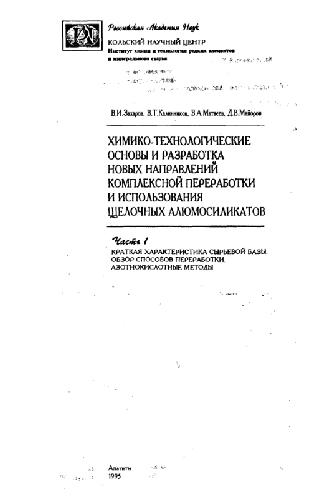 Российская Академия Наук
КОЛЬСКИЙ НАУЧНЫЙ ЦЕНТР
Институт химии и технологии редких элементов
и минерального сырья
В.И.Захаров В.Т.Калинников В.А.Матвеев Д.В.Майоров
ХИМИКО-ТЕХНОЛОГИЧЕСКИЕ
ОСНОВЫ И РАЗРАБОТКА
НОВЫХ НАПРАВЛЕНИЙ
КОМПЛЕКСНОЙ ПЕРЕРАБОТКИ
И ИСПОЛЬЗОВАНИЯ
ЩЕЛОЧНЫХ АЛЮМОСИЛИКАТОВ
Часть 1
КРАТКАЯ ХАРАКТЕРИСТИКА СЫРЬЕВОЙ БАЗЫ.
ОБЗОР СПОСОБОВ ПЕРЕРАБОТКИ.
АЗОТНОКИСЛОТНЫЕ МЕТОДЫ
Апатиты
1995